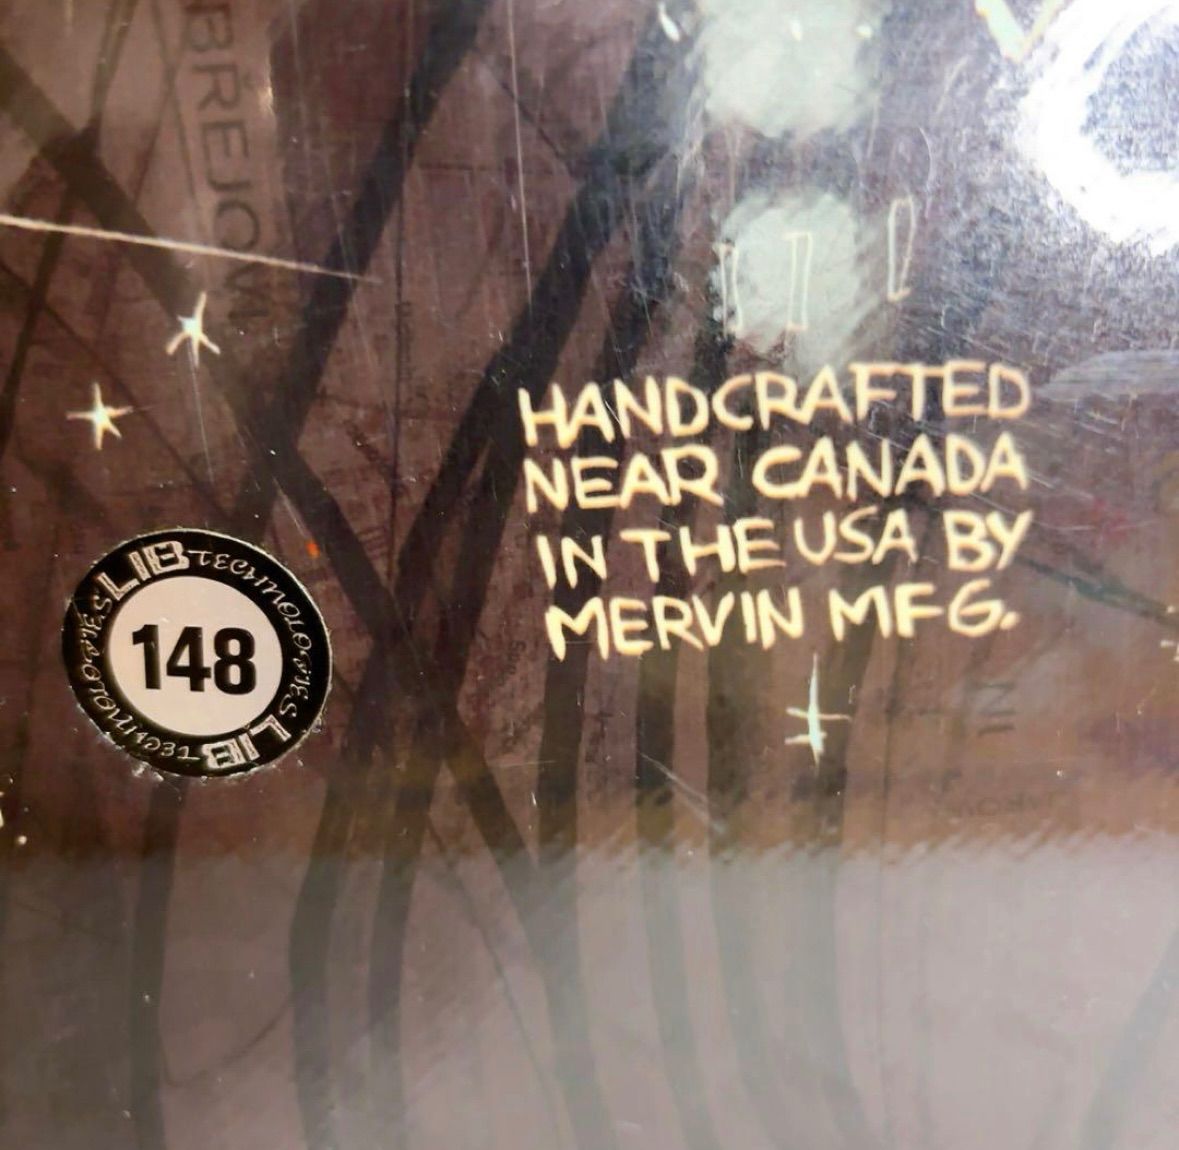 HANDCRAFTED
NEAR CANADA
IN THE USA BY
MERVIN MFG.
LIB TECHNOLOGIES
148
LIB TECHNOLOGIES